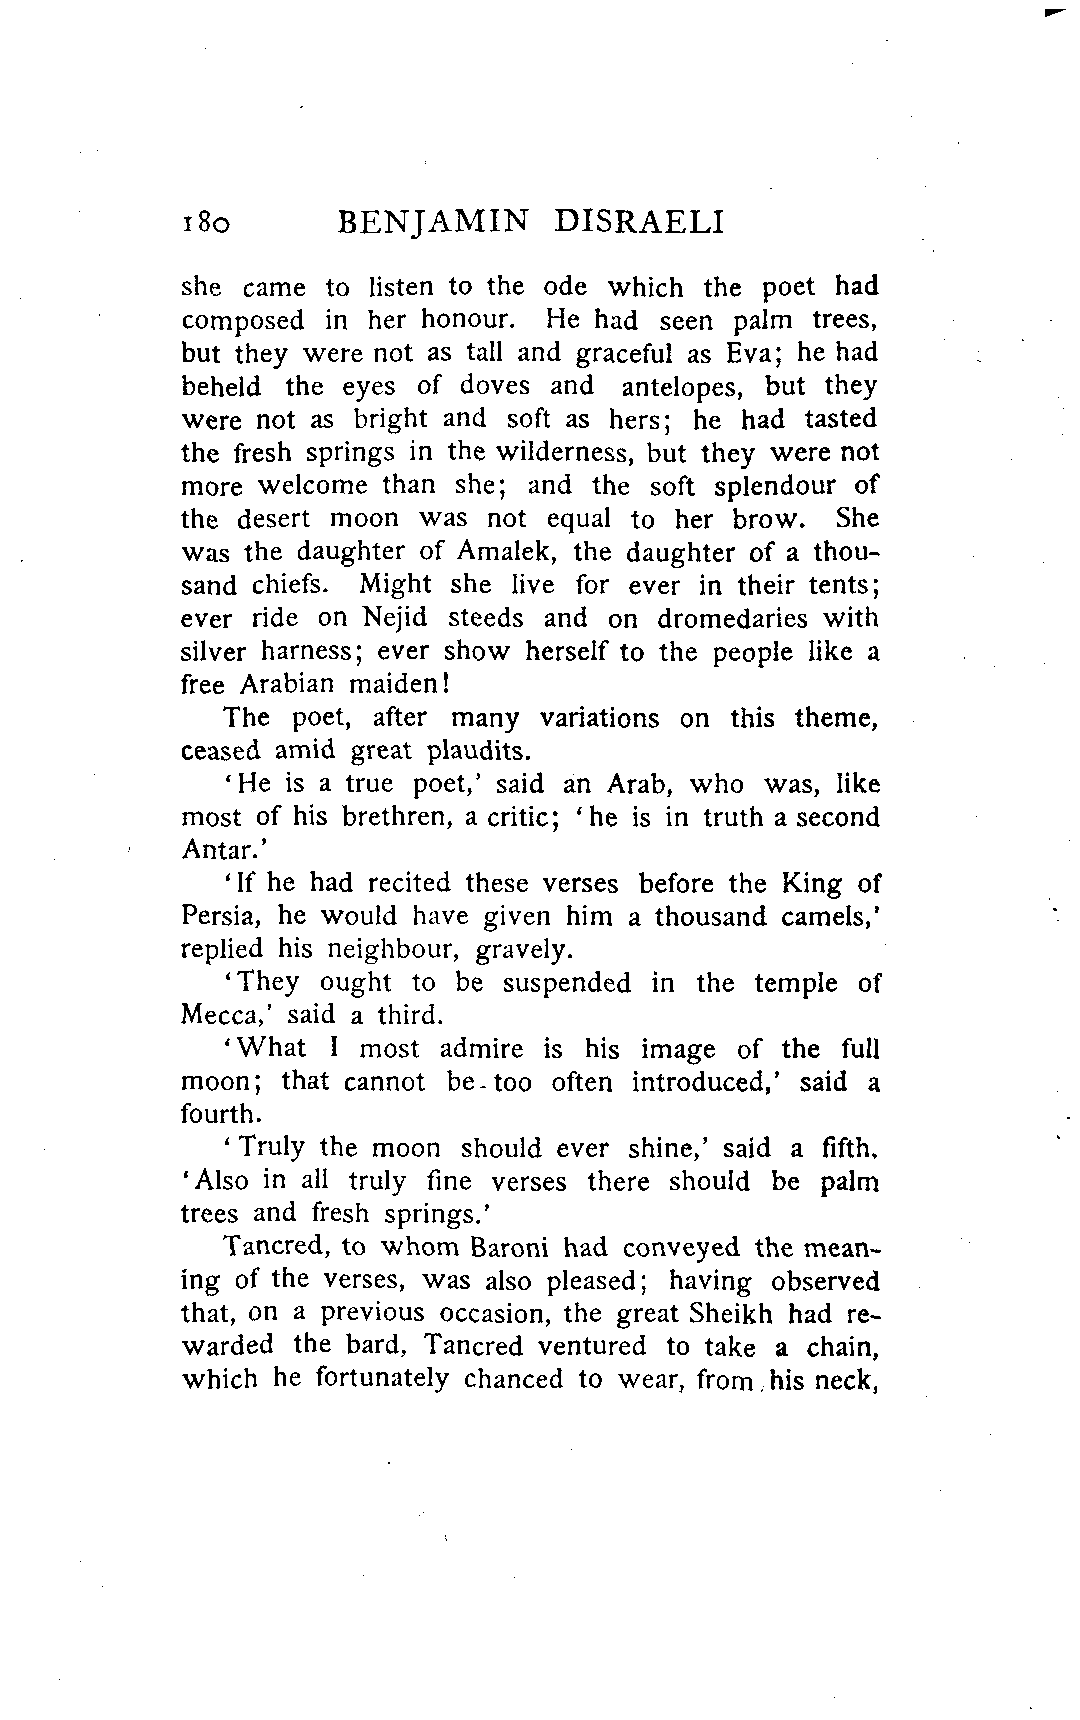 180 BENJAMIN DISRAELI
she came to listen to the ode which the poet had
composed in her honour. He had seen palm trees,
but they were not as tall and graceful as Eva; he had
beheld the eyes of doves and antelopes, but they
were not as bright and soft as hers; he had tasted
the fresh springs in the wilderness, but they were not
more welcome than she; and the soft splendour of
the desert moon was not equal to her brow. She
was the daughter of Amalek, the daughter of a thou-
sand chiefs. Might she live for ever in their tents;
ever ride on Nejid steeds and on dromedaries with
silver harness; ever show herself to the people like a
free Arabian maiden!
The poet, after many variations on this theme,
ceased amid great plaudits.
‘He is a true poet,’ said an Arab, who was, like
most of his brethren, a critic; ‘he is in truth a second
Antar.’
‘If he had recited these verses before the King of
Persia, he would have given him a thousand camels,’
replied his neighbour, gravely.
‘They ought to be suspended in the temple of
Mecca,’ said a third.
‘What I most admire is his image of the full
moon; that cannot be too often introduced,’ said a
fourth.
‘Truly the moon should ever shine,’ said a fifth.
‘Also in all truly fine verses there should be palm
trees and fresh springs.’
Tancred, to whom Baroni had conveyed the mean-
ing of the verses, was also pleased; having observed
that, on a previous occasion, the great Sheikh had re-
warded the bard, Tancred ventured to take a chain,
which he fortunately chanced to wear, from his neck,